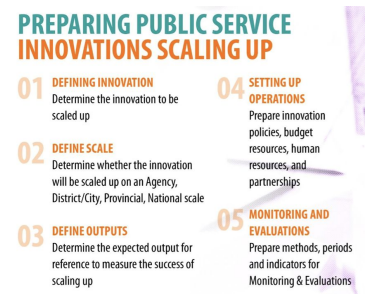 PREPARING PUBLIC SERVICE
INNOVATIONS SCALING UP
01
DEFINING INNOVATION
Determine the innovation to be
scaled up
02
DEFINE SCALE
Determine whether the innovation
will be scaled up on an Agency,
District/City, Provincial, National scale
03
DEFINE OUTPUTS
Determine the expected output for
reference to measure the success of
scaling up
04
SETTING UP
OPERATIONS
Prepare innovation
policies, budget
resources, human
resources, and
partnerships
05
MONITORING AND
EVALUATIONS
Prepare methods, periods
and indicators for
Monitoring & Evaluations